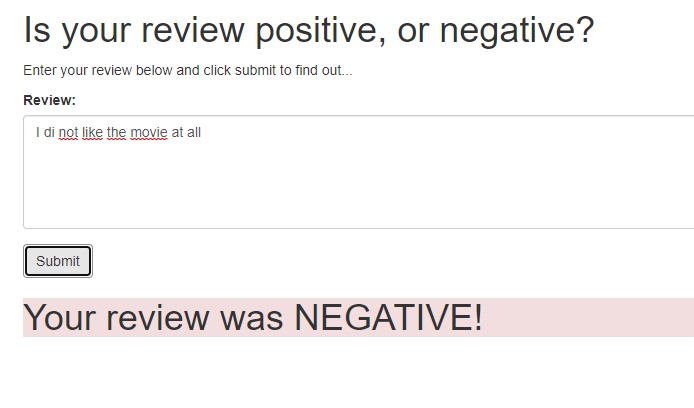 Is your review positive, or negative?
Enter your review below and click submit to find out...
Review:
I di not like the movie at all
Submit
Your review was NEGATIVE!